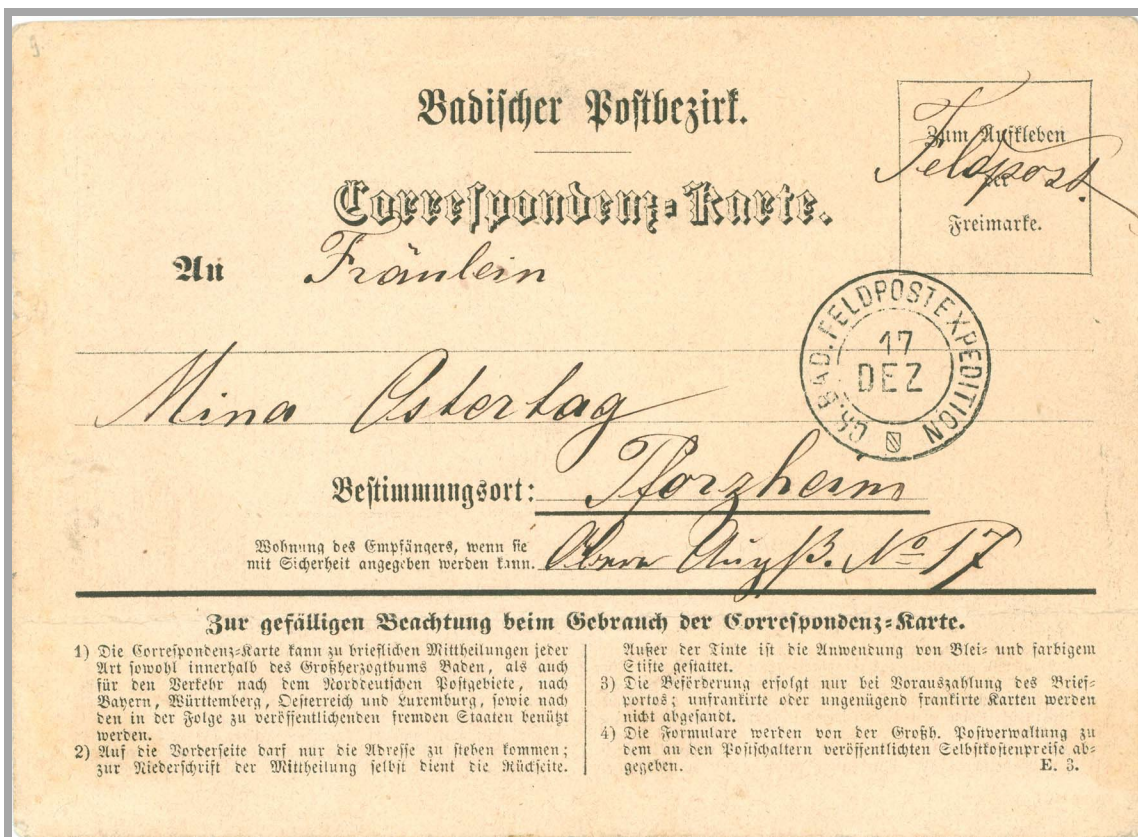 9.
Badischer Postbezirk.
Correspondenz-Karte.
Zum Aufkleben
der
Freimarke.
Feldpost.
An Fräulein
GR. BAD. FELDPOSTEXPEDITION
17
DEZ
Mina Ostertag
Bestimmungsort: Pforzheim
Wohnung des Empfängers, wenn sie
mit Sicherheit angegeben werden kann. Obere No 17
Zur gefälligen Beachtung beim Gebrauch der Correspondenz-Karte.
1) Die Correspondenz-Karte kann zu brieflichen Mittheilungen jeder
Art sowohl innerhalb des Großherzogthums Baden, als auch
für den Verkehr nach dem Norddeutschen Postgebiete, nach
Bayern, Württemberg, Oesterreich und Luxemburg, sowie nach
den in der Folge zu veröffentlichenden fremden Staaten benützt
werden.
2) Auf die Vorderseite darf nur die Adresse zu stehen kommen;
zur Niederschrift der Mittheilung selbst dient die Rückseite.
Außer der Tinte ist die Anwendung von Blei- und farbigem
Stifte gestattet.
3) Die Beförderung erfolgt nur bei Vorauszahlung des Brief-
portos; unfrankirte oder ungenügend frankirte Karten werden
nicht abgesandt.
4) Die Formulare werden von der Großh. Postverwaltung zu
dem an den Postschaltern veröffentlichten Selbstkostenpreise ab-
gegeben.
E. 3.